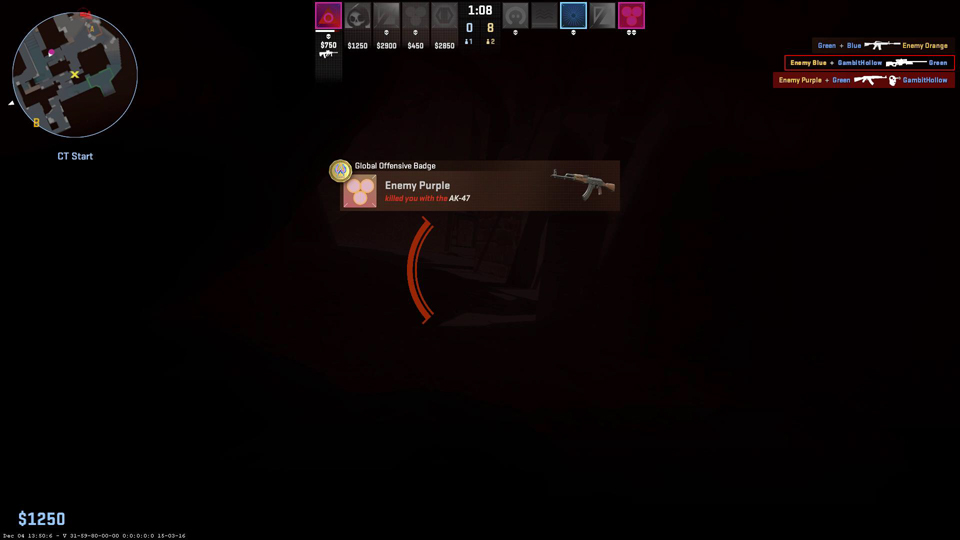 1:08
0 8
1 2
$750 $1250 $2900 $450 $2850
A
B
CT Start
Green + Blue Enemy Orange
Enemy Blue + GambitHollow Green
Enemy Purple + Green GambitHollow
Global Offensive Badge
Enemy Purple
killed you with the AK-47
$1250